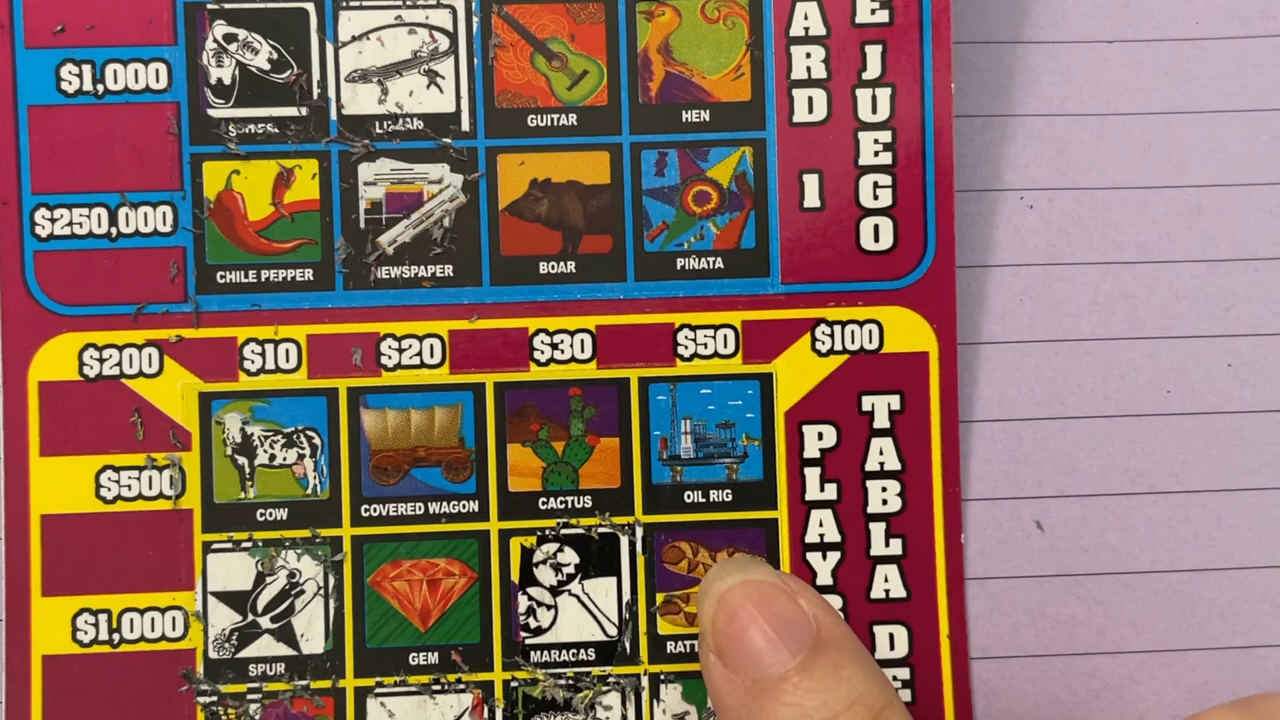 $1,000
GUITAR
HEN
$250,000
CHILE PEPPER
NEWSPAPER
BOAR
PIÑATA
ARD 1
E JUEGO
$200
$10
$20
$30
$50
$100
$500
COW
COVERED WAGON
CACTUS
OIL RIG
$1,000
SPUR
GEM
MARACAS
RATT
PLAY
TABLA DE